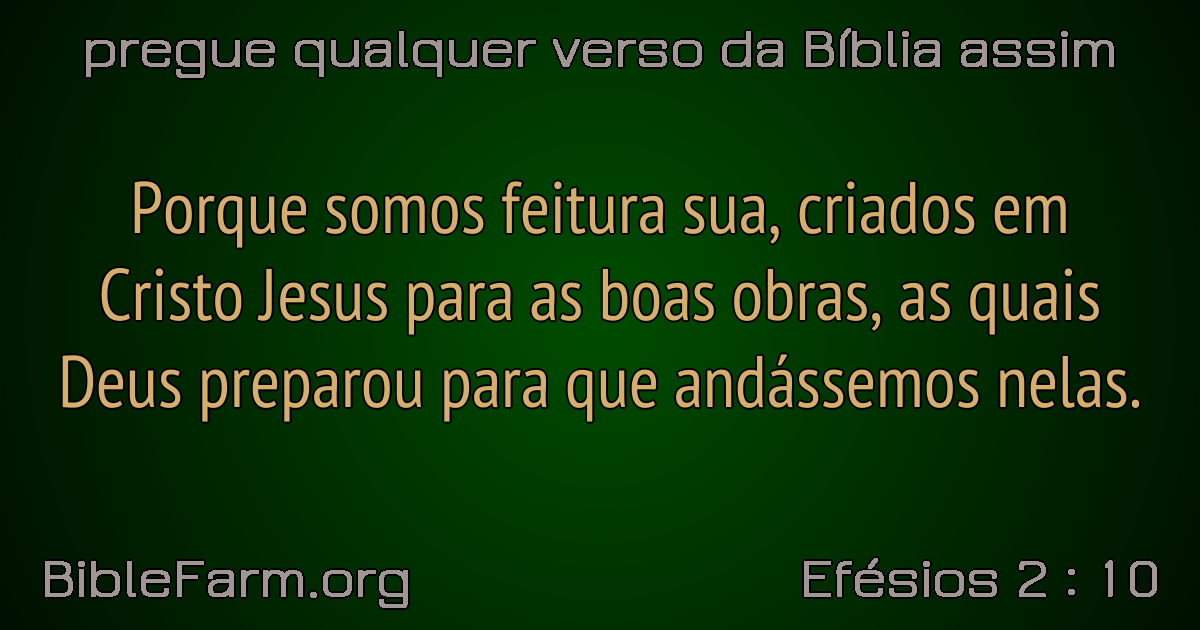 pregue qualquer verso da Bíblia assim
Porque somos feitura sua, criados em
Cristo Jesus para as boas obras, as quais
Deus preparou para que andássemos nelas.
BibleFarm.org
Efésios 2 : 10